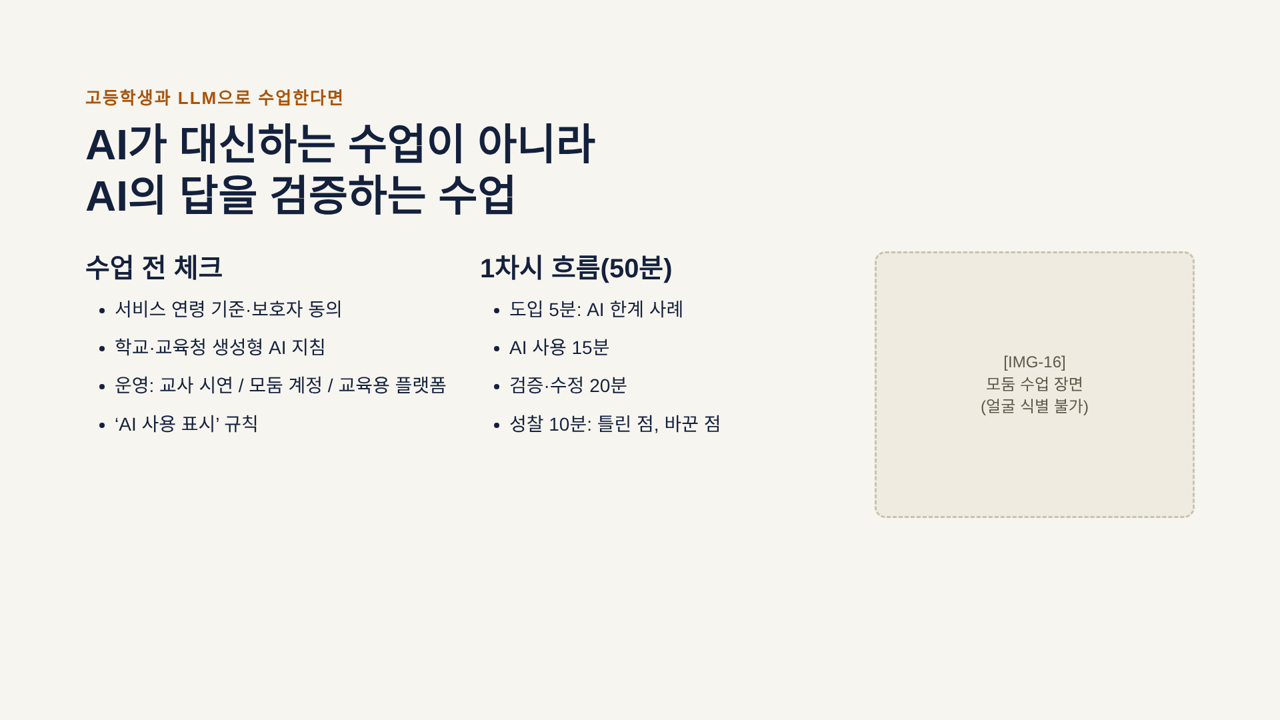 고등학생과 LLM으로 수업한다면
AI가 대신하는 수업이 아니라
AI의 답을 검증하는 수업
수업 전 체크
• 서비스 연령 기준·보호자 동의
• 학교·교육청 생성형 AI 지침
• 운영: 교사 시연 / 모둠 계정 / 교육용 플랫폼
• ‘AI 사용 표시’ 규칙
1차시 흐름(50분)
• 도입 5분: AI 한계 사례
• AI 사용 15분
• 검증·수정 20분
• 성찰 10분: 틀린 점, 바꾼 점
[IMG-16]
모둠 수업 장면
(얼굴 식별 불가)